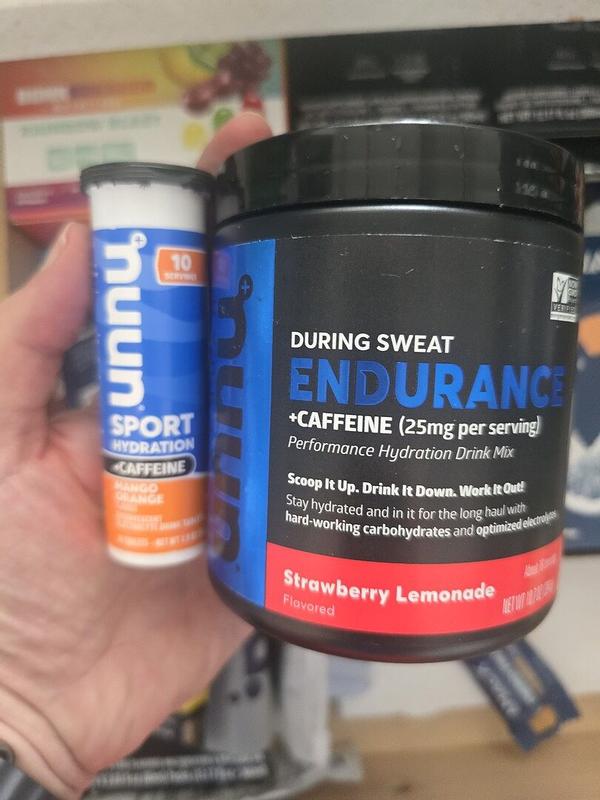 nuun
10
SERVINGS
SPORT
HYDRATION
+CAFFEINE
MANGO
ORANGE
nuun
DURING SWEAT
ENDURANCE
+CAFFEINE (25mg per serving)
Performance Hydration Drink Mix
Scoop It Up. Drink It Down. Work It Out!
Stay hydrated and in it for the long haul with
hard-working carbohydrates and optimized electrolytes
Strawberry Lemonade
Flavored
VERIFIED